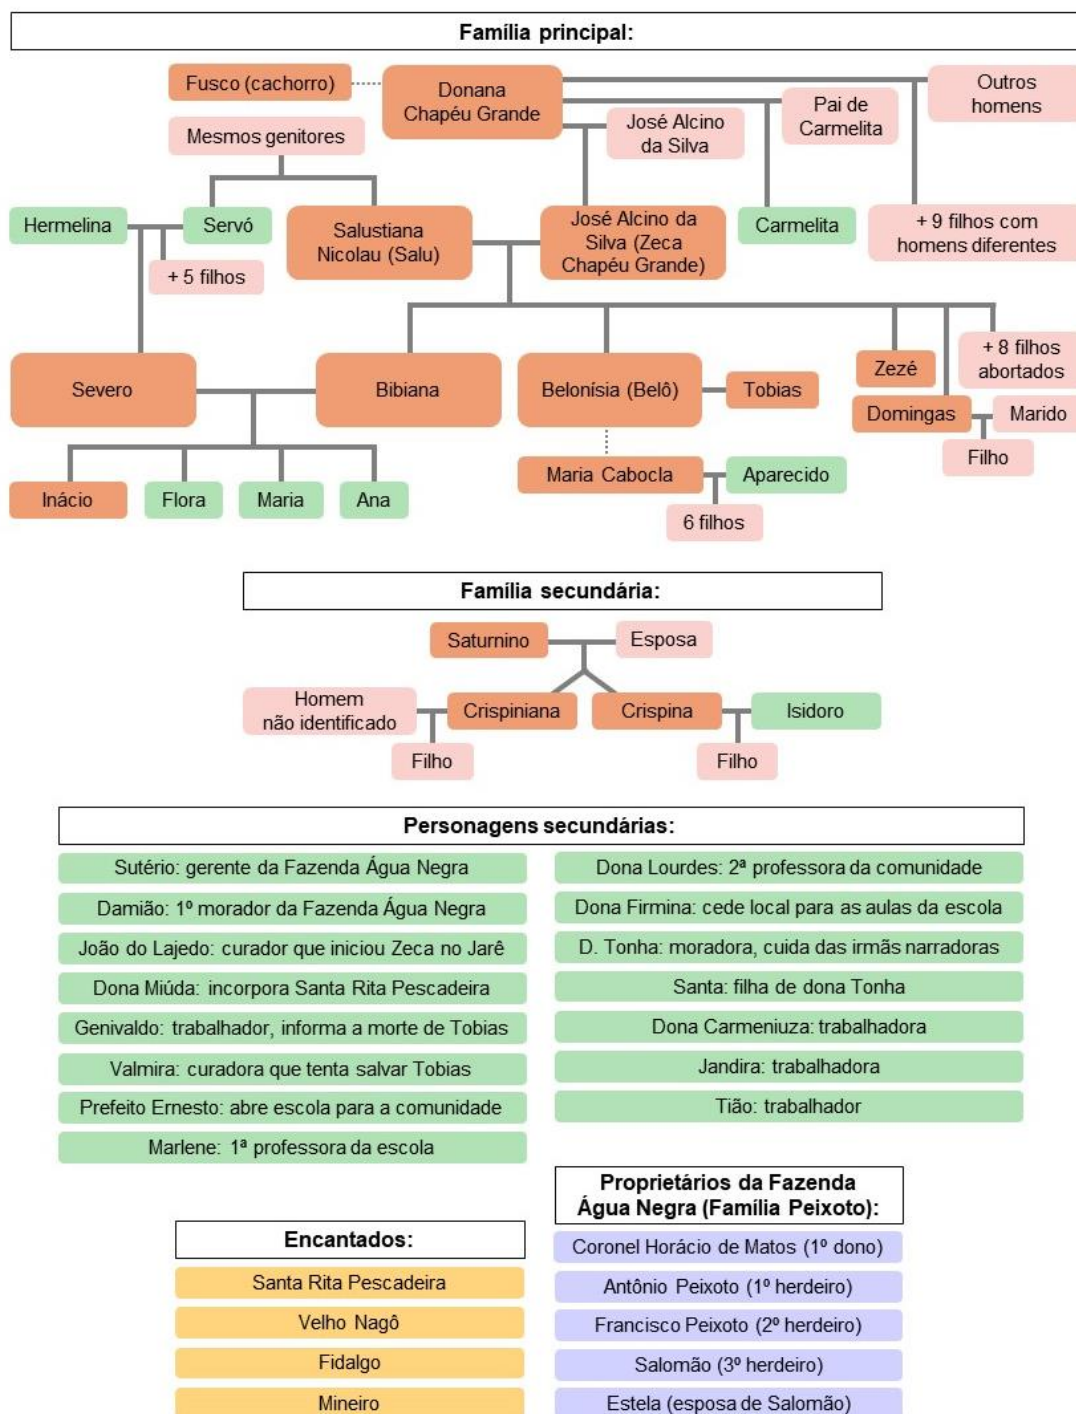 Família principal:
Fusco (cachorro)
Donana
Chapéu Grande
Outros
homens
Pai de
Carmelita
José Alcino
da Silva
Mesmos genitores
Hermelina
Servó
Salustiana
Nicolau (Salu)
José Alcino da
Silva (Zeca
Chapéu Grande)
Carmelita
+ 9 filhos com
homens diferentes
+ 5 filhos
Severo
Bibiana
Belonísia (Belô)
Tobias
Zezé
+ 8 filhos
abortados
Domingas
Marido
Filho
Maria Cabocla
Aparecido
6 filhos
Inácio
Flora
Maria
Ana
Família secundária:
Saturnino
Esposa
Homem
não identificado
Crispiniana
Crispina
Isidoro
Filho
Filho
Personagens secundárias:
Sutério: gerente da Fazenda Água Negra
Damião: 1º morador da Fazenda Água Negra
João do Lajedo: curador que iniciou Zeca no Jarê
Dona Miúda: incorpora Santa Rita Pescadeira
Genivaldo: trabalhador, informa a morte de Tobias
Valmira: curadora que tenta salvar Tobias
Prefeito Ernesto: abre escola para a comunidade
Marlene: 1ª professora da escola
Dona Lourdes: 2ª professora da comunidade
Dona Firmina: cede local para as aulas da escola
D. Tonha: moradora, cuida das irmãs narradoras
Santa: filha de dona Tonha
Dona Carmeniuza: trabalhadora
Jandira: trabalhadora
Tião: trabalhador
Encantados:
Santa Rita Pescadeira
Velho Nagô
Fidalgo
Mineiro
Proprietários da Fazenda
Água Negra (Família Peixoto):
Coronel Horácio de Matos (1º dono)
Antônio Peixoto (1º herdeiro)
Francisco Peixoto (2º herdeiro)
Salomão (3º herdeiro)
Estela (esposa de Salomão)